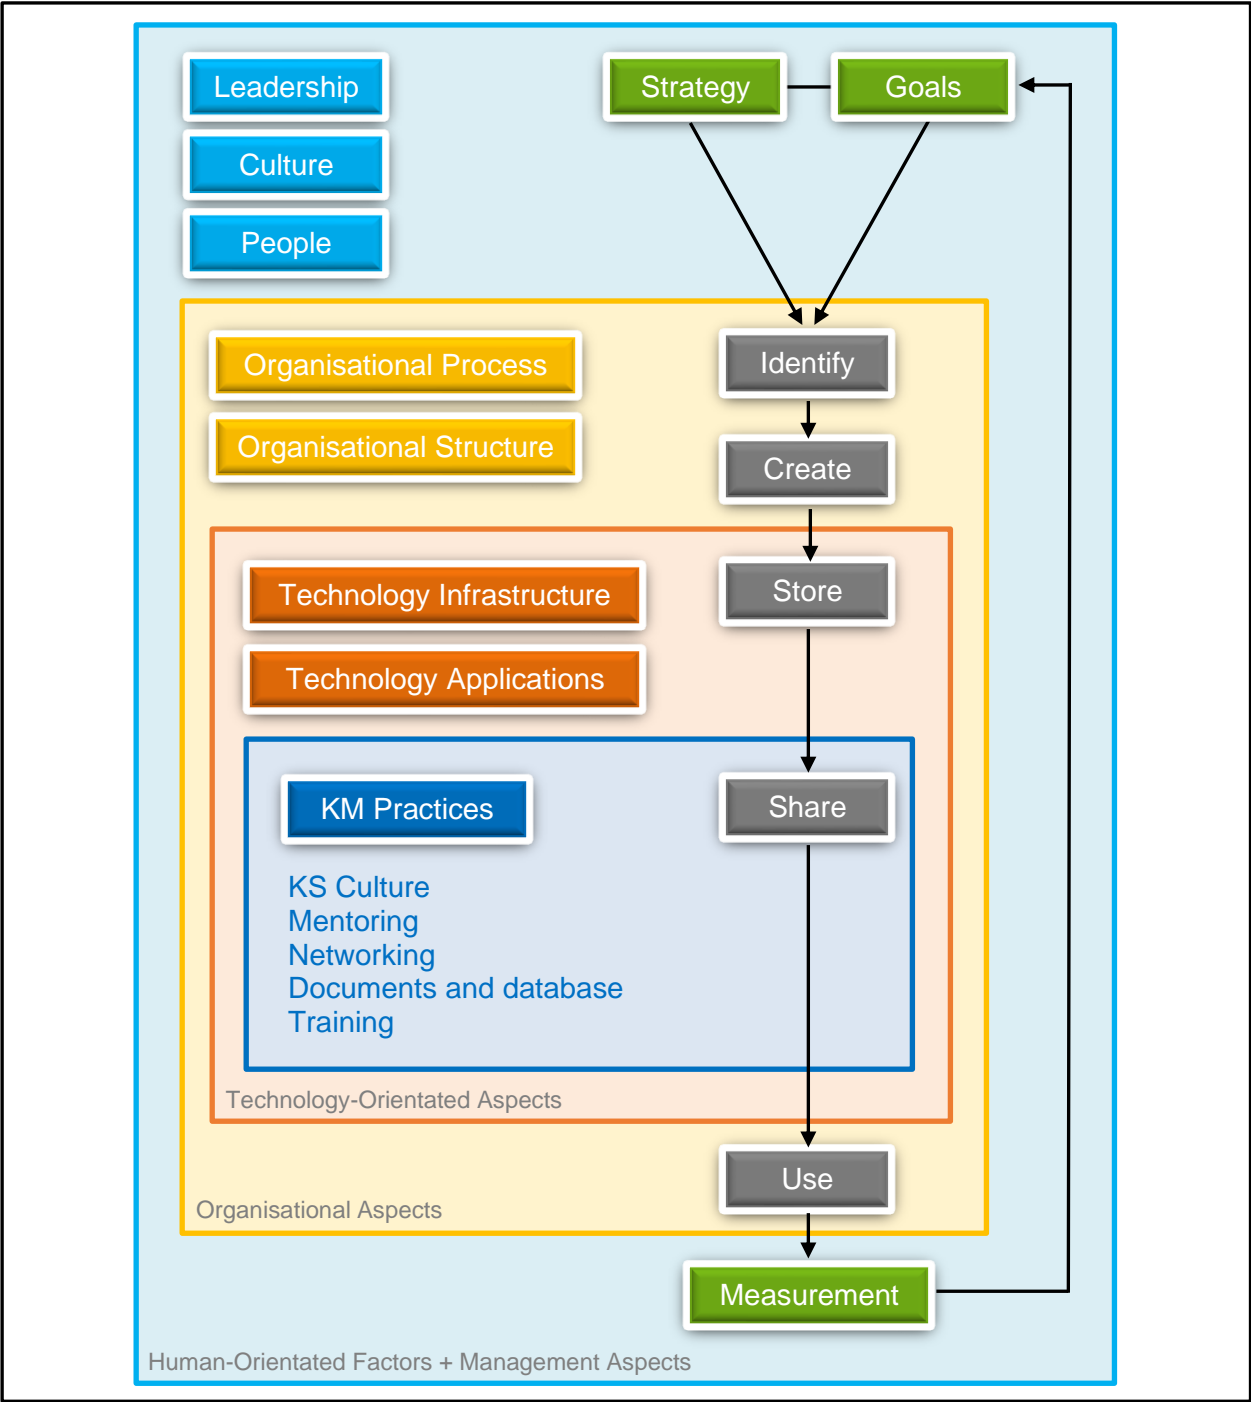 Leadership
Strategy
Goals
Culture
People
Organisational Process
Identify
Organisational Structure
Create
Technology Infrastructure
Store
Technology Applications
KM Practices
Share
KS Culture
Mentoring
Networking
Documents and database
Training
Technology-Orientated Aspects
Use
Organisational Aspects
Measurement
Human-Orientated Factors + Management Aspects